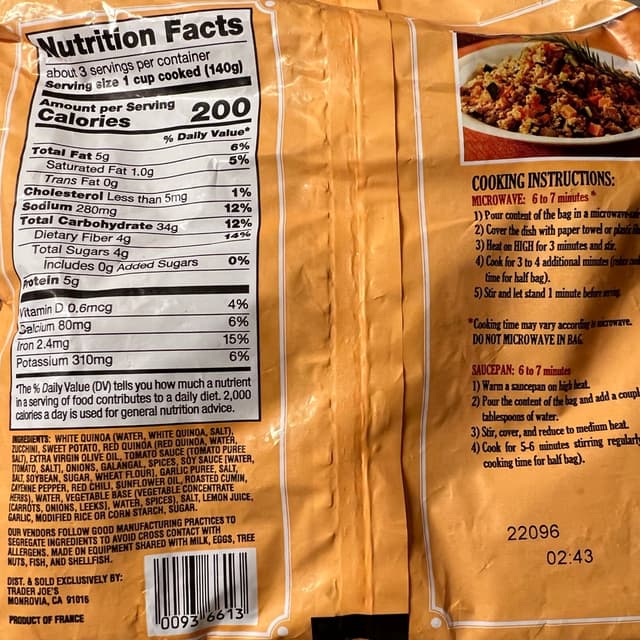 Nutrition Facts
about 3 servings per container
Serving size 1 cup cooked (140g)
Amount per Serving
Calories 200
% Daily Value*
Total Fat 5g 6%
Saturated Fat 1.0g 5%
Trans Fat 0g
Cholesterol Less than 5mg 1%
Sodium 280mg 12%
Total Carbohydrate 34g 12%
Dietary Fiber 4g 14%
Total Sugars 4g
Includes 0g Added Sugars 0%
Protein 5g
Vitamin D 0.6mcg 4%
Calcium 80mg 6%
Iron 2.4mg 15%
Potassium 310mg 6%
*The % Daily Value (DV) tells you how much a nutrient
in a serving of food contributes to a daily diet. 2,000
calories a day is used for general nutrition advice.
INGREDIENTS: WHITE QUINOA (WATER, WHITE QUINOA, SALT),
ZUCCHINI, SWEET POTATO, RED QUINOA (RED QUINOA, WATER,
SALT), EXTRA VIRGIN OLIVE OIL, TOMATO SAUCE (TOMATO PUREE
(TOMATO, SALT), ONIONS, GALANGAL, SPICES, SOY SAUCE (WATER,
SALT, SOYBEAN, SUGAR, WHEAT FLOUR), GARLIC PUREE, SALT,
CAYENNE PEPPER, RED CHILI, SUNFLOWER OIL, ROASTED CUMIN,
HERBS), WATER, VEGETABLE BASE (VEGETABLE CONCENTRATE
(CARROTS, ONIONS, LEEKS), WATER, SPICES), SALT, LEMON JUICE,
GARLIC, MODIFIED RICE OR CORN STARCH, SUGAR.
OUR VENDORS FOLLOW GOOD MANUFACTURING PRACTICES TO
SEGREGATE INGREDIENTS TO AVOID CROSS CONTACT WITH
ALLERGENS. MADE ON EQUIPMENT SHARED WITH MILK, EGGS, TREE
NUTS, FISH, AND SHELLFISH.
DIST. & SOLD EXCLUSIVELY BY:
TRADER JOE'S
MONROVIA, CA 91016
PRODUCT OF FRANCE
0093 6613
COOKING INSTRUCTIONS:
MICROWAVE: 6 to 7 minutes*
1) Pour content of the bag in a microwave
2) Cover the dish with paper towel or plastic
3) Heat on HIGH for 3 minutes and stir.
4) Cook for 3 to 4 additional minutes
time for half bag).
5) Stir and let stand 1 minute before
*Cooking time may vary according microwave.
DO NOT MICROWAVE IN BAG
SAUCEPAN: 6 to 7 minutes
1) Warm a saucepan on high heat.
2) Pour the content of the bag and add a coupl
tablespoons of water.
3) Stir, cover, and reduce to medium heat.
4) Cook for 5-6 minutes stirring regularly
cooking time for half bag).
22096
02:43